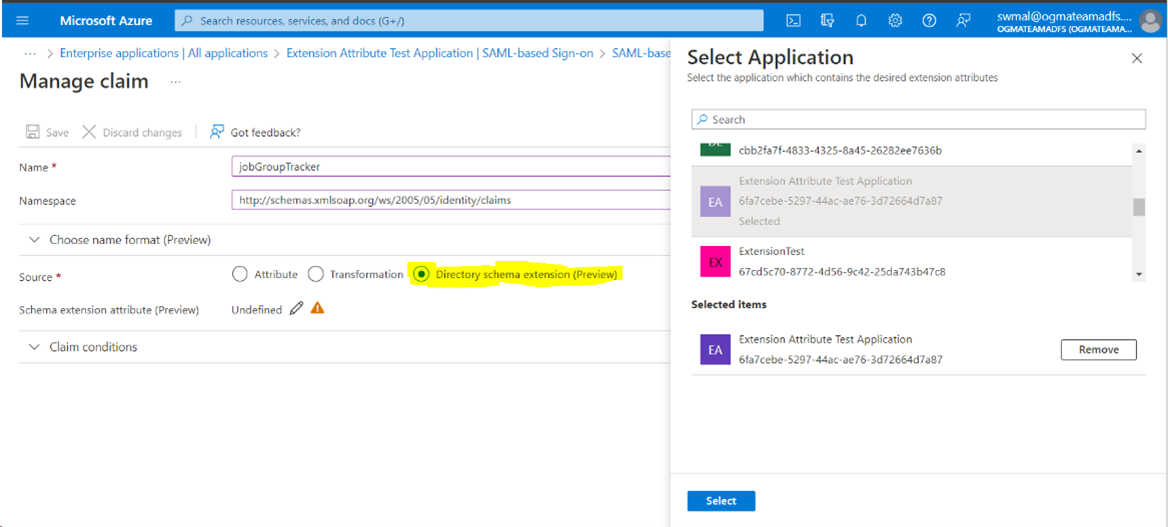 Microsoft Azure
Search resources, services, and docs (G+/)
swmal@ogmateamadfs....
OGMATEAMADFS (OGMATEAMA...
... > Enterprise applications | All applications > Extension Attribute Test Application | SAML-based Sign-on > SAML-base
Manage claim ...
Save Discard changes Got feedback?
Name *
jobGroupTracker
Namespace
http://schemas.xmlsoap.org/ws/2005/05/identity/claims
Choose name format (Preview)
Source *
Attribute Transformation Directory schema extension (Preview)
Schema extension attribute (Preview)
Undefined
Claim conditions
Select Application
Select the application which contains the desired extension attributes
Search
cbb2fa7f-4833-4325-8a45-26282ee7636b
EA
Extension Attribute Test Application
6fa7cebe-5297-44ac-ae76-3d72664d7a87
Selected
EX
ExtensionTest
67cd5c70-8772-4d56-9c42-25da743b47c8
Selected items
EA
Extension Attribute Test Application
6fa7cebe-5297-44ac-ae76-3d72664d7a87
Remove
Select